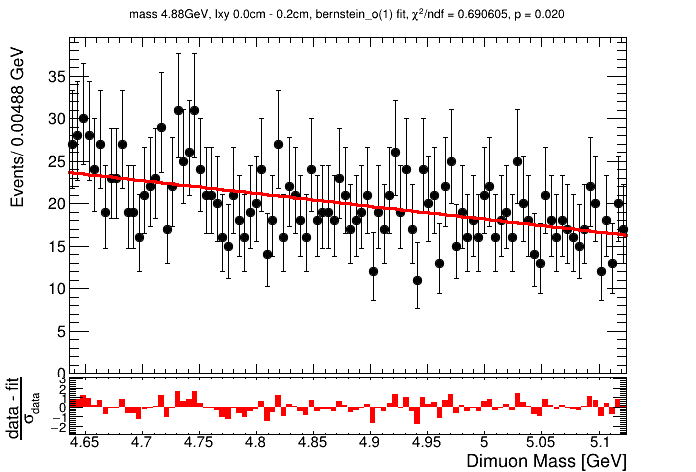 mass 4.88GeV, lxy 0.0cm - 0.2cm, bernstein_o(1) fit, χ²/ndf = 0.690605, p = 0.020
Events/ 0.00488 GeV
35
30
25
20
15
10
5
0
data - fit
σdata
3
2
1
0
−1
−2
4.65 4.7 4.75 4.8 4.85 4.9 4.95 5 5.05 5.1
Dimuon Mass [GeV]